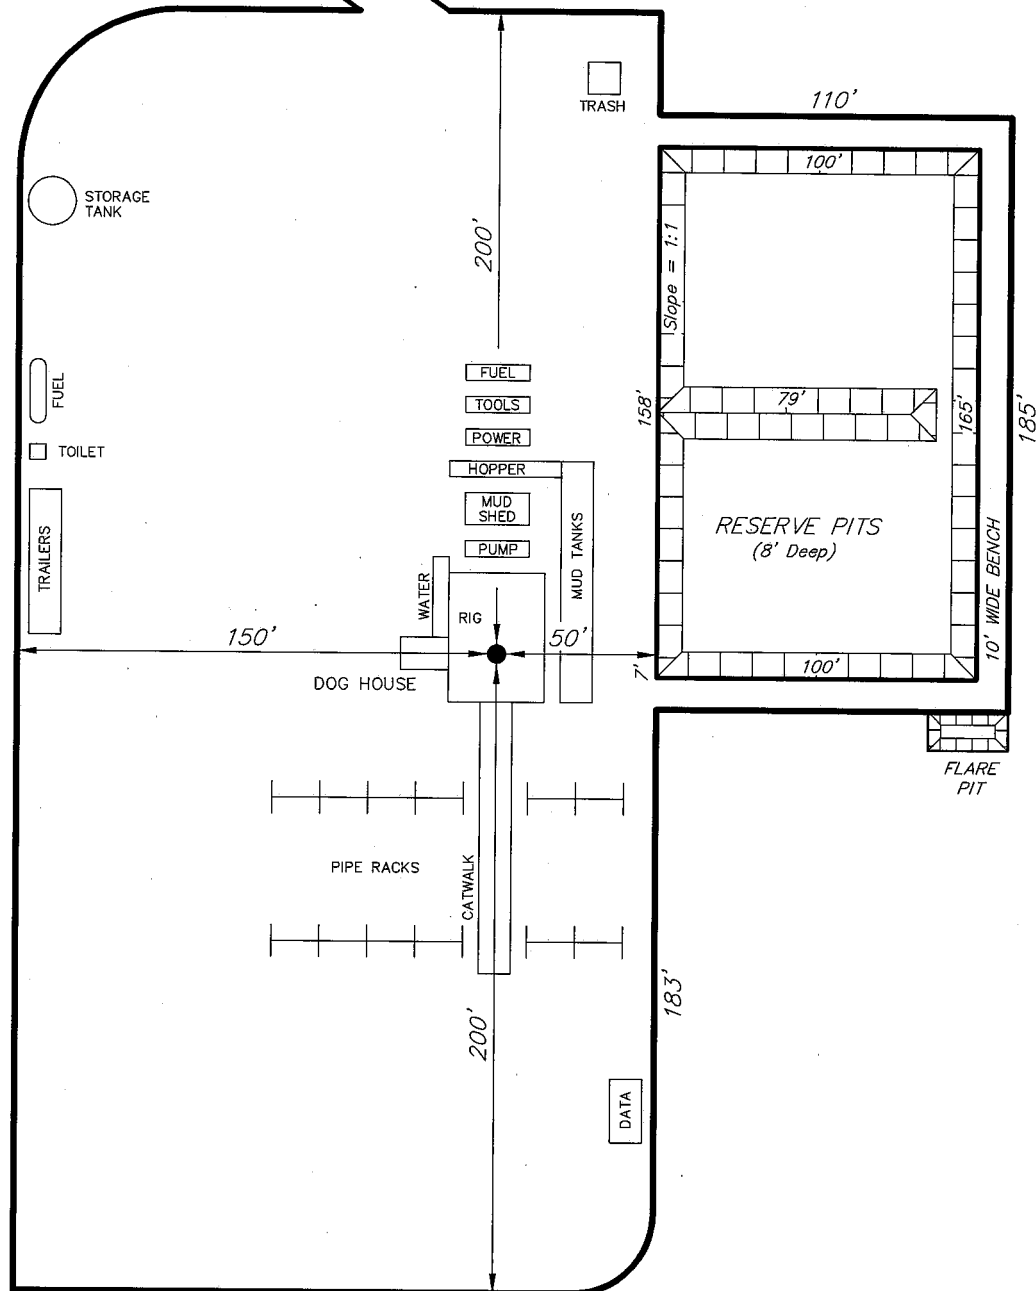 TRASH
110'
100'
STORAGE
TANK
200'
Slope = 1:1
FUEL
FUEL
TOOLS
79'
158'
165'
185'
POWER
TOILET
HOPPER
MUD
SHED
MUD TANKS
RESERVE PITS
(8' Deep)
TRAILERS
PUMP
WATER
RIG
10' WIDE BENCH
150'
50'
7'
100'
DOG HOUSE
FLARE
PIT
PIPE RACKS
CATWALK
183'
200'
DATA